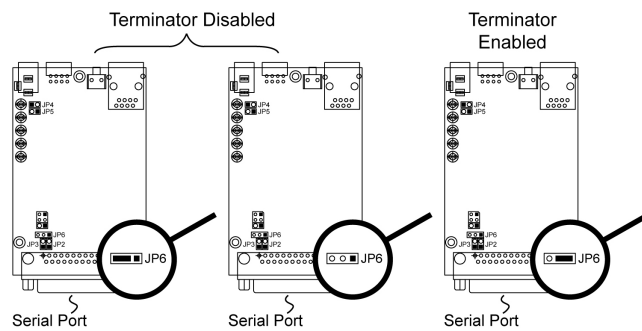 Terminator Disabled
Terminator
Enabled
JP4
JP5
JP6
JP3
JP2
JP6
Serial Port
JP4
JP5
JP6
JP3
JP2
JP6
Serial Port
JP4
JP5
JP6
JP3
JP2
JP6
Serial Port